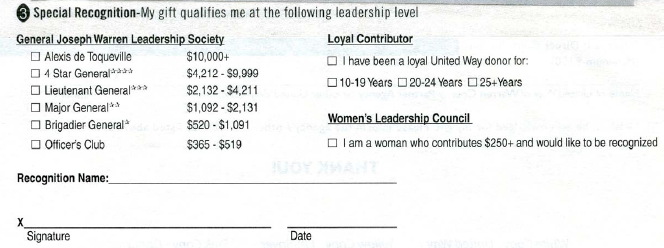 3 Special Recognition-My gift qualifies me at the following leadership level
General Joseph Warren Leadership Society
☐ Alexis de Toqueville $10,000+
☐ 4 Star General☆☆☆☆ $4,212 - $9,999
☐ Lieutenant General☆☆☆ $2,132 - $4,211
☐ Major General☆☆ $1,092 - $2,131
☐ Brigadier General☆ $520 - $1,091
☐ Officer's Club $365 - $519
Loyal Contributor
☐ I have been a loyal United Way donor for:
☐ 10-19 Years ☐ 20-24 Years ☐ 25+Years
Women's Leadership Council
☐ I am a woman who contributes $250+ and would like to be recognized
THANK YOU!
Recognition Name:
X
Signature Date